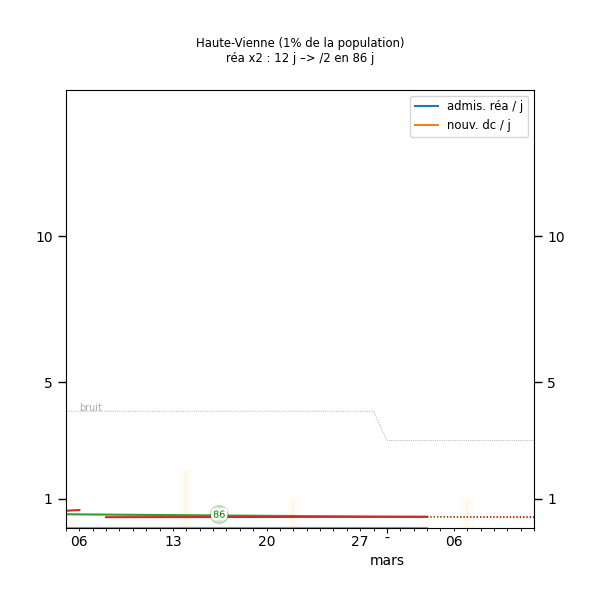 Haute-Vienne (1% de la population)
réa x2 : 12 j –> /2 en 86 j
admis. réa / j
nouv. dc / j
10 10
5 5
bruit
1 1
86
06 13 20 27 - 06
mars